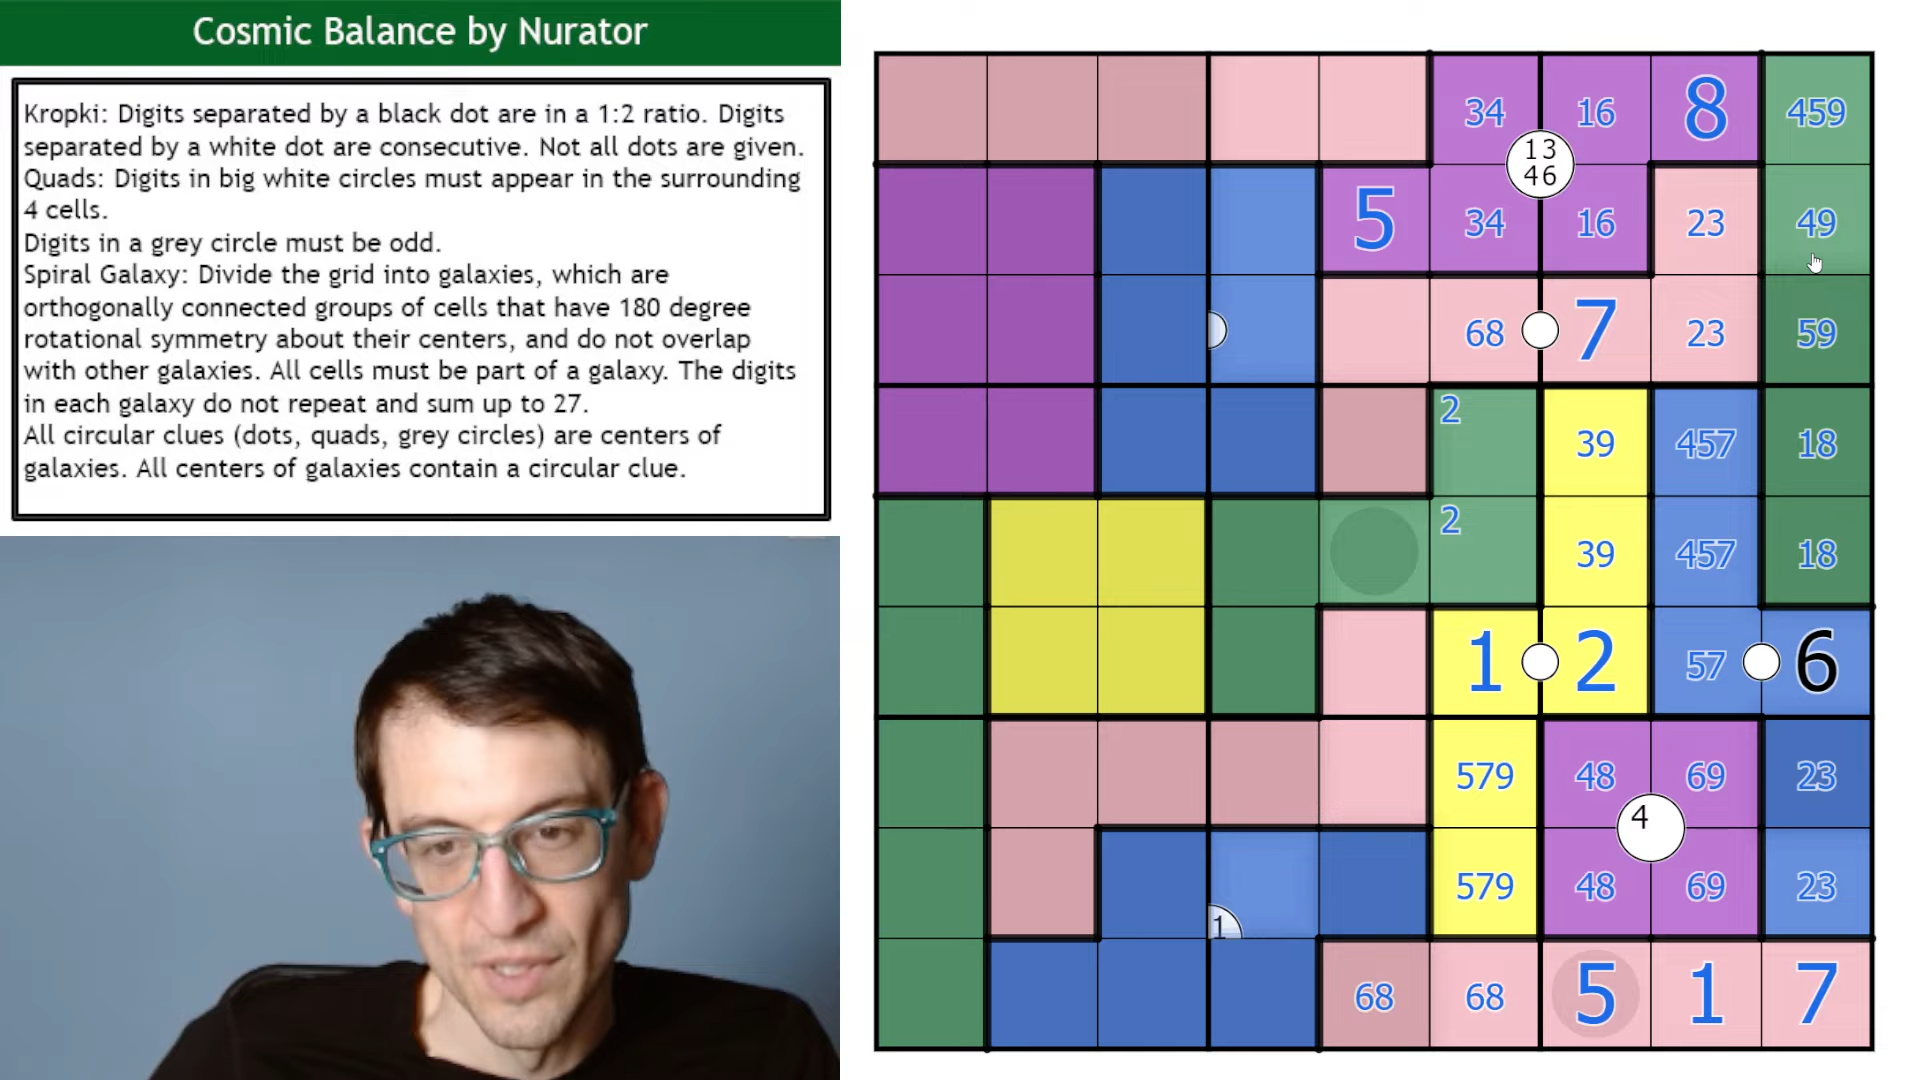 Cosmic Balance by Nurator
Kropki: Digits separated by a black dot are in a 1:2 ratio. Digits
separated by a white dot are consecutive. Not all dots are given.
Quads: Digits in big white circles must appear in the surrounding
4 cells.
Digits in a grey circle must be odd.
Spiral Galaxy: Divide the grid into galaxies, which are
orthogonally connected groups of cells that have 180 degree
rotational symmetry about their centers, and do not overlap
with other galaxies. All cells must be part of a galaxy. The digits
in each galaxy do not repeat and sum up to 27.
All circular clues (dots, quads, grey circles) are centers of
galaxies. All centers of galaxies contain a circular clue.
34 16 8 459
13
46
5 34 16 23 49
68 7 23 59
2 39 457 18
2 39 457 18
1 2 57 6
579 48 69 23
4
579 48 69 23
1
68 68 5 1 7